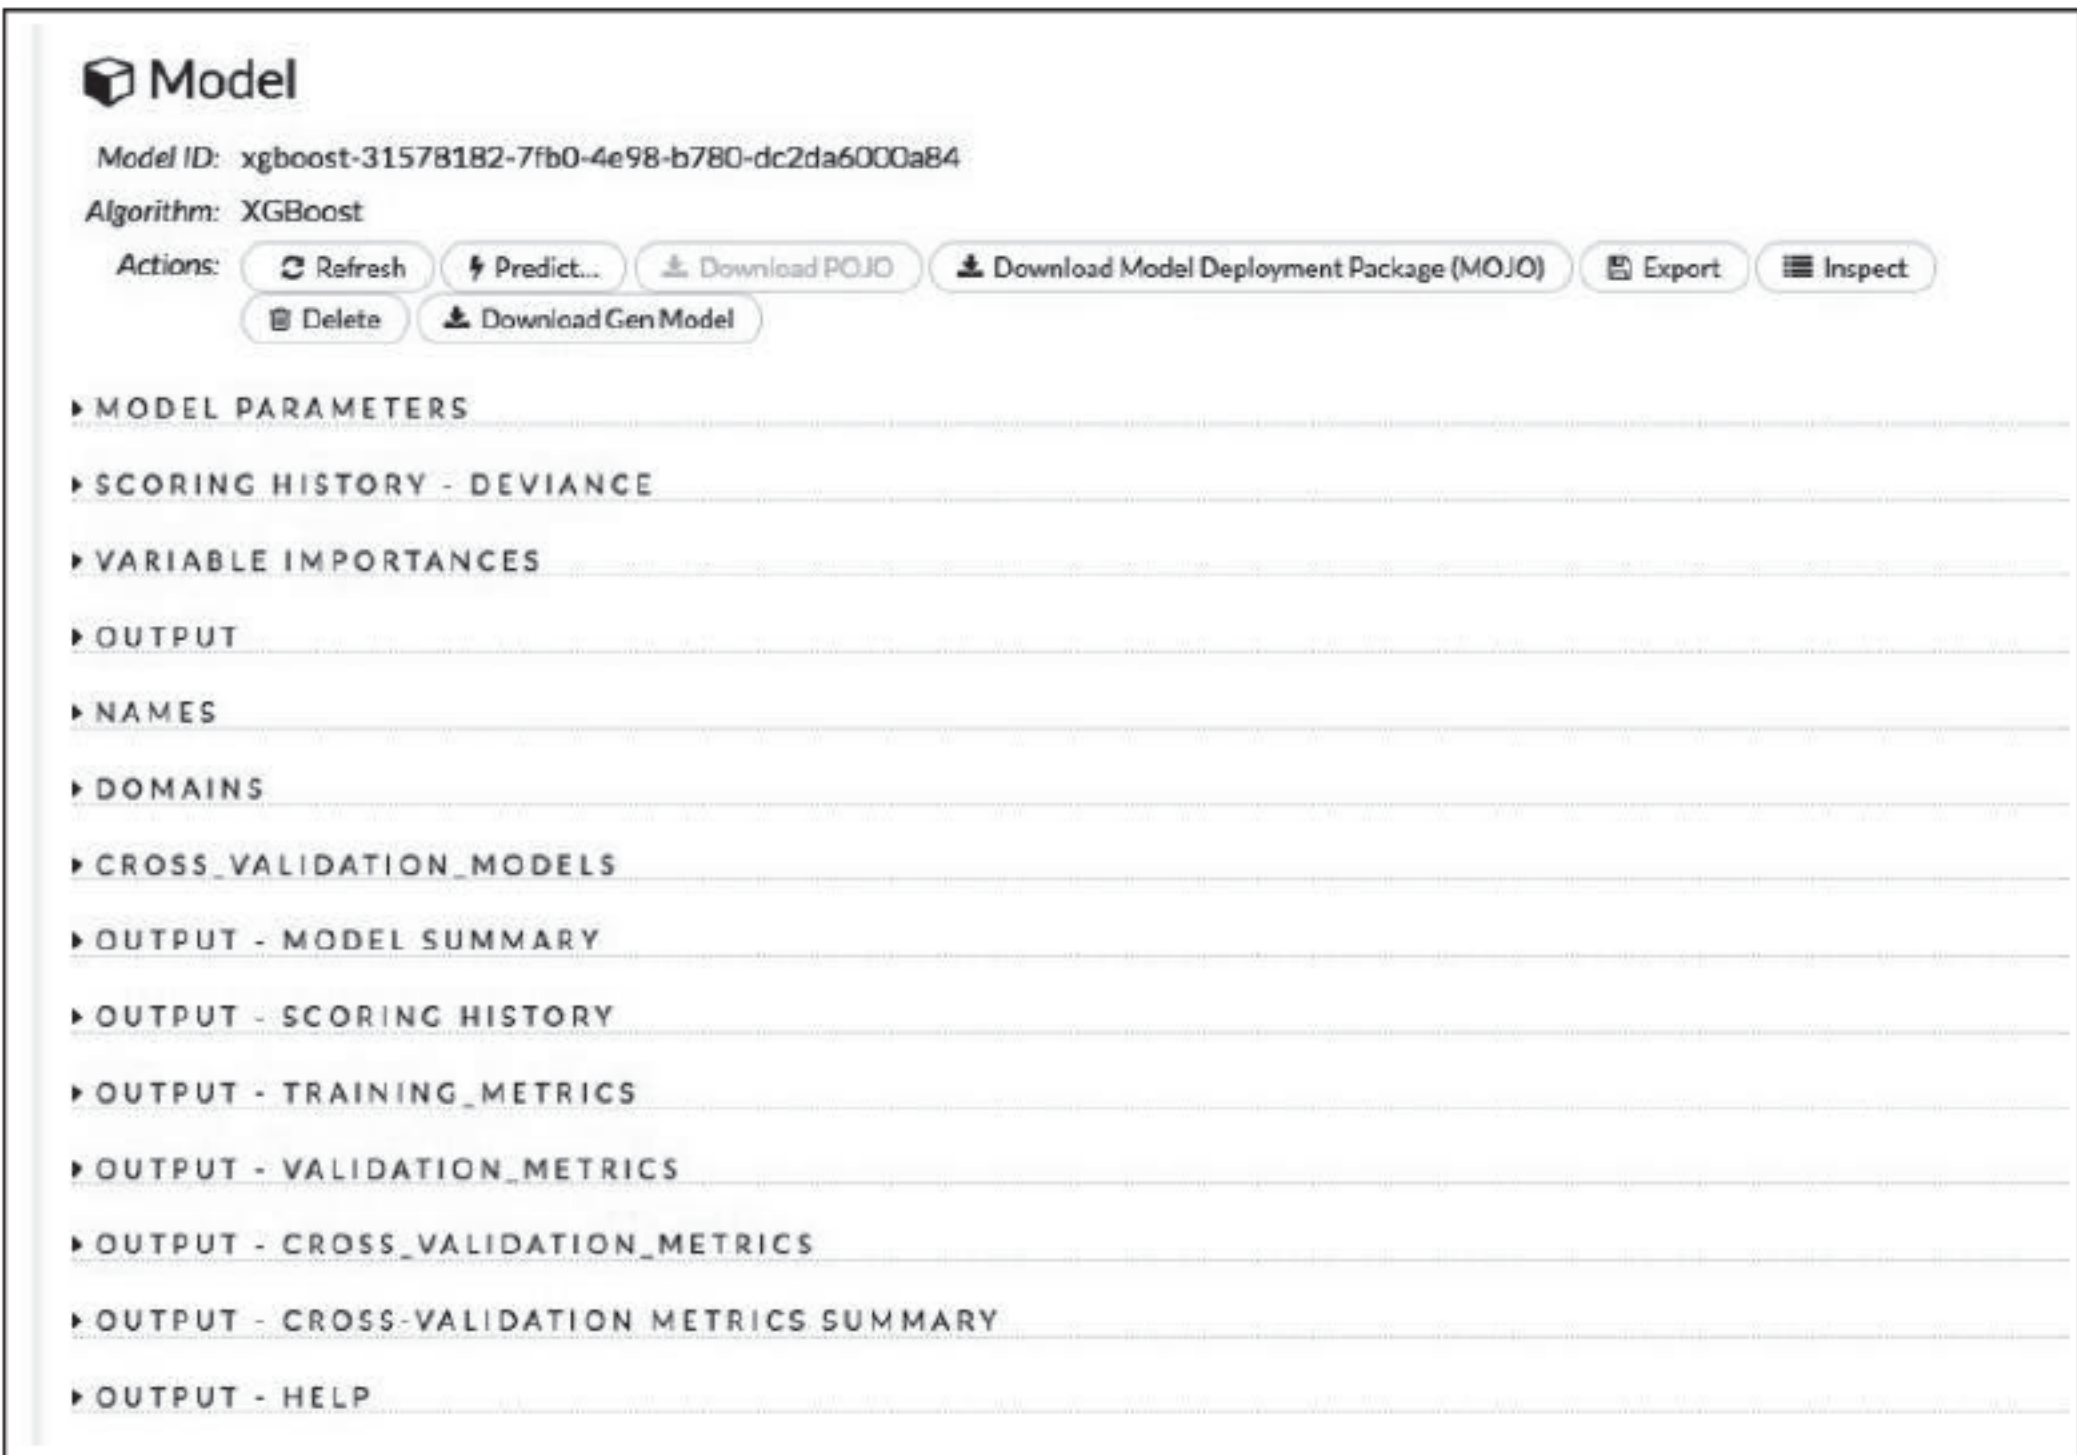 Model
Model ID: xgboost-31578182-7fb0-4e98-b780-dc2da6000a84
Algorithm: XGBoost
Actions: Refresh Predict... Download POJO Download Model Deployment Package (MOJO) Export Inspect
Delete Download Gen Model
MODEL PARAMETERS
SCORING HISTORY - DEVIANCE
VARIABLE IMPORTANCES
OUTPUT
NAMES
DOMAINS
CROSS_VALIDATION_MODELS
OUTPUT - MODEL SUMMARY
OUTPUT - SCORING HISTORY
OUTPUT - TRAINING_METRICS
OUTPUT - VALIDATION_METRICS
OUTPUT - CROSS_VALIDATION_METRICS
OUTPUT - CROSS-VALIDATION METRICS SUMMARY
OUTPUT - HELP